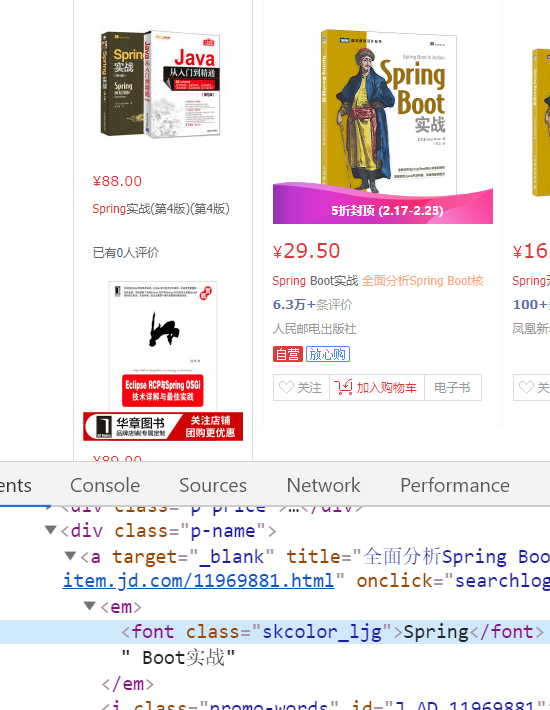 Spring
实战
Java
从入门到精通
¥88.00
Spring实战(第4版)(第4版)
已有0人评价
Eclipse RCP与Spring OSGi
技术详解与最佳实践
华章图书
品牌店铺|专属定制
关注店铺
团购更优惠
¥89.00
Spring Boot in Action
Spring
Boot
实战
5折封顶 (2.17-2.23)
¥29.50
Spring Boot实战 全面分析Spring Boot核
6.3万+条评价
人民邮电出版社
自营 放心购
关注 加入购物车 电子书
¥16
Spring
100+
凤凰新
关
ents Console Sources Network Performance
<div class="p-price">…</div>
<div class="p-name">
<a target="_blank" title="全面分析Spring Boo
item.jd.com/11969881.html" onclick="searchlog
<em>
<font class="skcolor_ljg">Spring</font>
" Boot实战"
</em>
<i class="promo-words" id="J_AD_11969881"